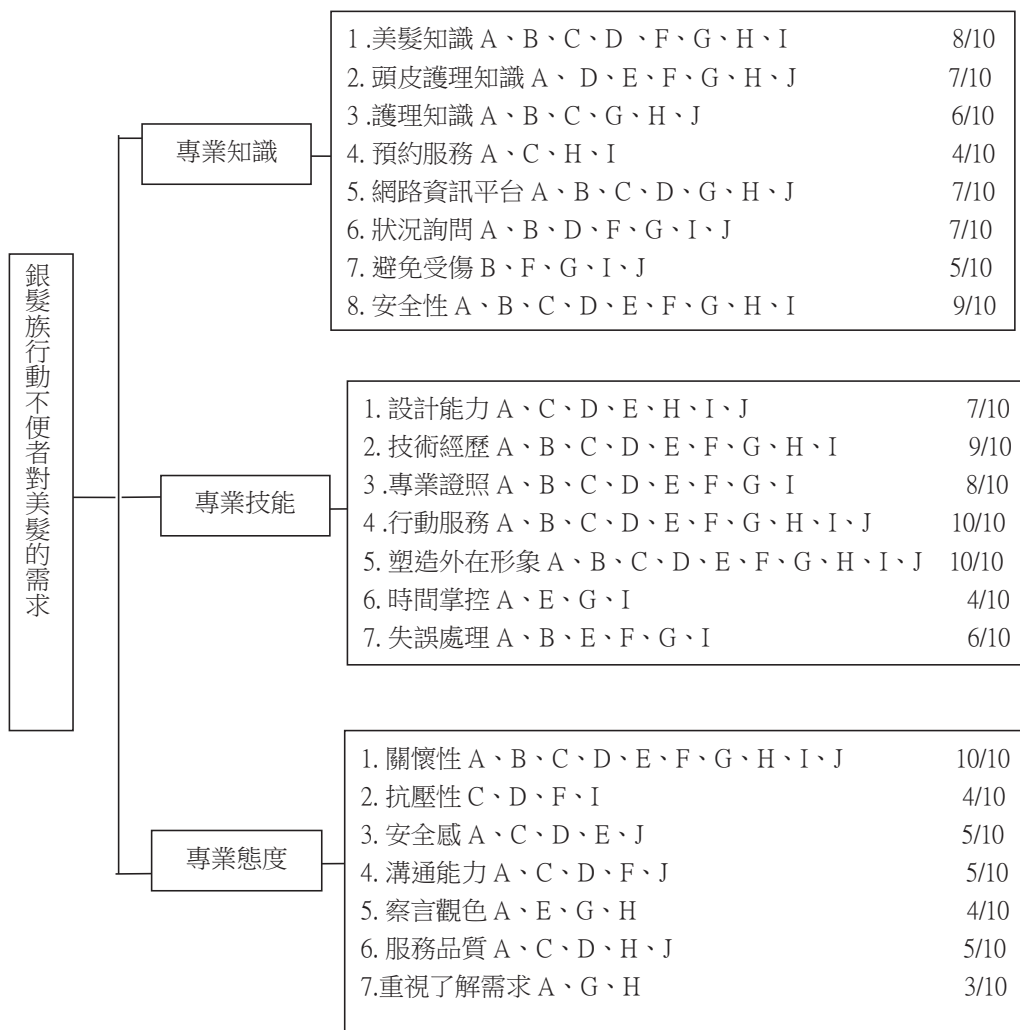 銀髮族行動不便者對美髮的需求
專業知識
1 .美髮知識 A、B、C、D 、F、G、H、I 8/10
2. 頭皮護理知識 A、 D、E、F、G、H、J 7/10
3 .護理知識 A、B、C、G、H、J 6/10
4. 預約服務 A、C、H、I 4/10
5. 網路資訊平台 A、B、C、D、G、H、J 7/10
6. 狀況詢問 A、B、D、F、G、I、J 7/10
7. 避免受傷 B、F、G、I、J 5/10
8. 安全性 A、B、C、D、E、F、G、H、I 9/10
專業技能
1. 設計能力 A、C、D、E、H、I、J 7/10
2. 技術經歷 A、B、C、D、E、F、G、H、I 9/10
3 .專業證照 A、B、C、D、E、F、G、I 8/10
4 .行動服務 A、B、C、D、E、F、G、H、I、J 10/10
5. 塑造外在形象 A、B、C、D、E、F、G、H、I、J 10/10
6. 時間掌控 A、E、G、I 4/10
7. 失誤處理 A、B、E、F、G、I 6/10
專業態度
1. 關懷性 A、B、C、D、E、F、G、H、I、J 10/10
2. 抗壓性 C、D、F、I 4/10
3. 安全感 A、C、D、E、J 5/10
4. 溝通能力 A、C、D、F、J 5/10
5. 察言觀色 A、E、G、H 4/10
6. 服務品質 A、C、D、H、J 5/10
7.重視了解需求 A、G、H 3/10